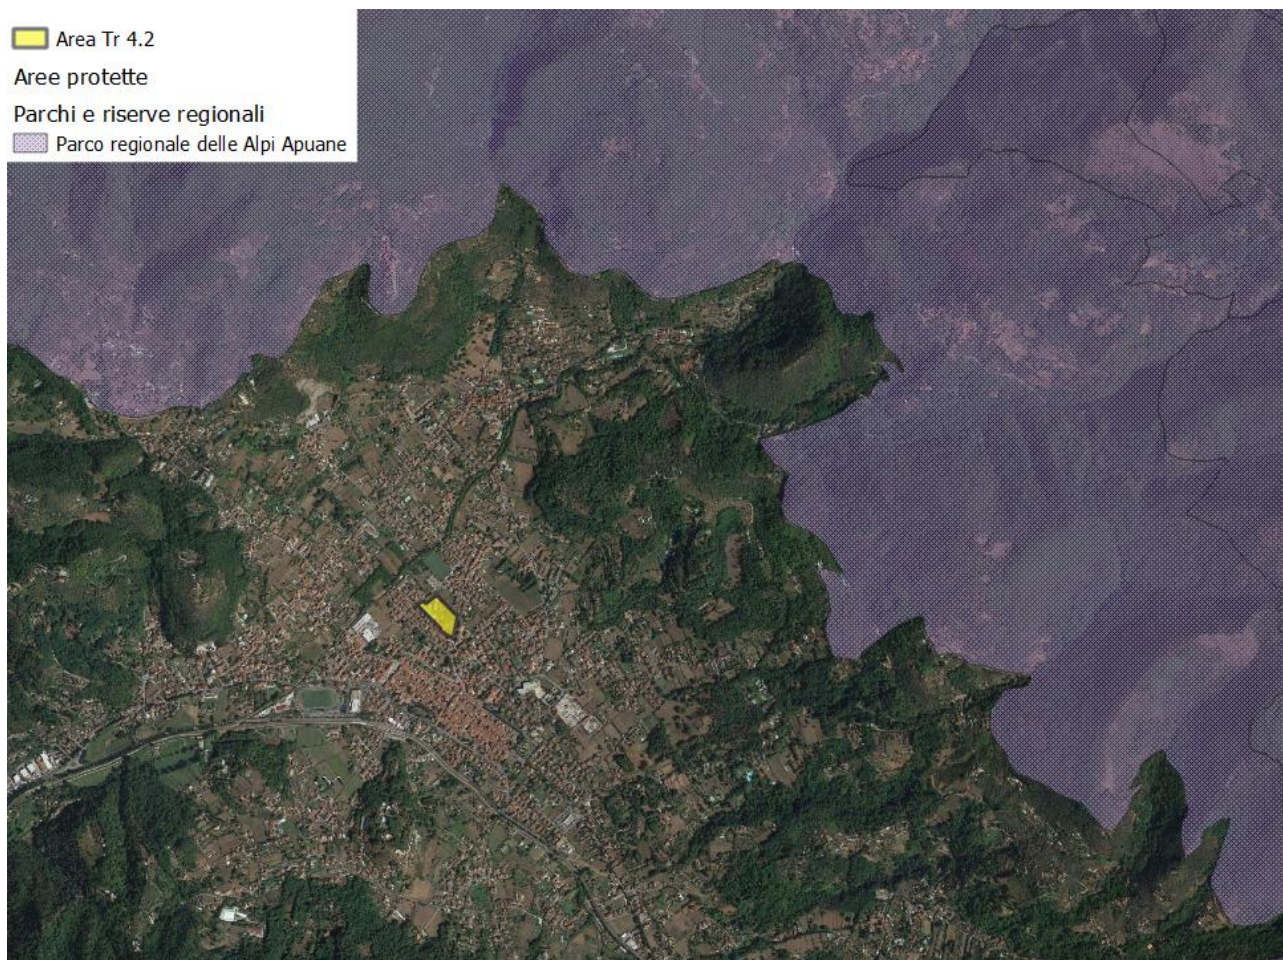 Area Tr 4.2
Aree protette
Parchi e riserve regionali
Parco regionale delle Alpi Apuane